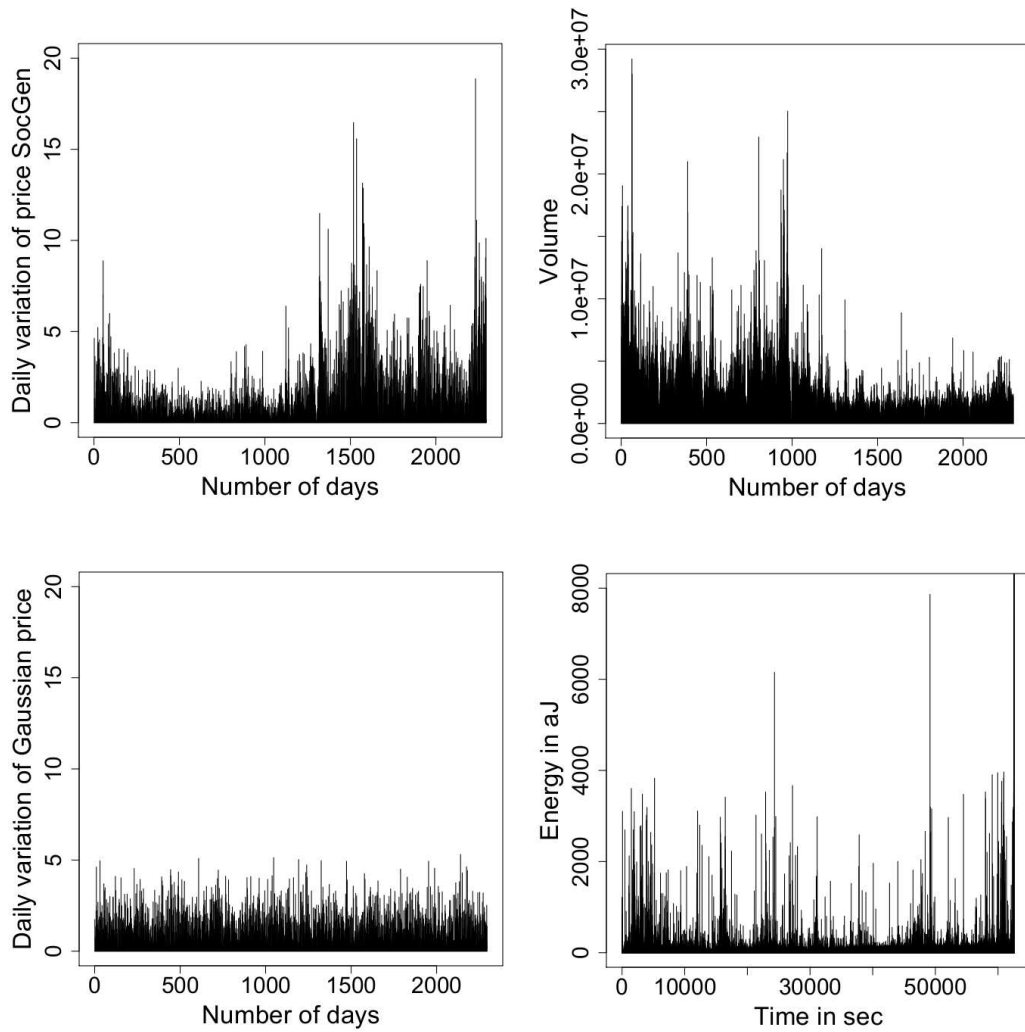 Daily variation of price SocGen
20
15
10
5
0
0 500 1000 1500 2000
Number of days
Volume
3.0e+07
2.0e+07
1.0e+07
0.0e+00
0 500 1000 1500 2000
Number of days
Daily variation of Gaussian price
20
15
10
5
0
0 500 1000 1500 2000
Number of days
Energy in aJ
8000
6000
4000
2000
0
0 10000 30000 50000
Time in sec